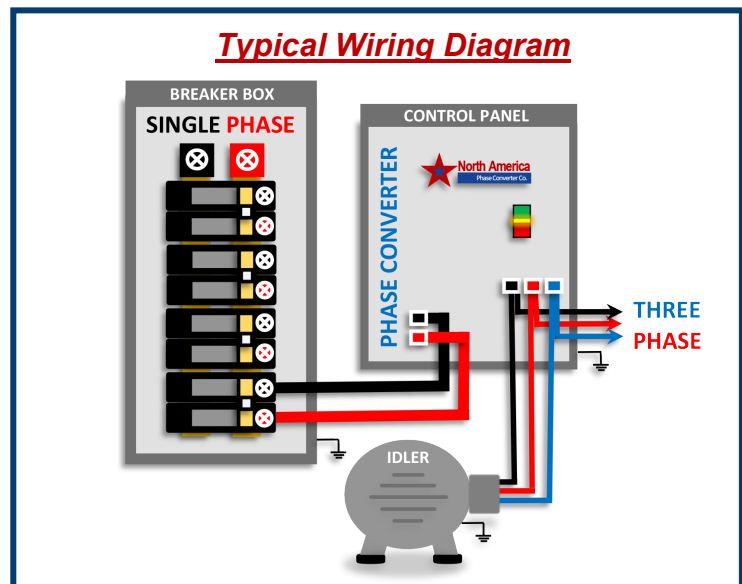 Typical Wiring Diagram
BREAKER BOX
SINGLE PHASE
CONTROL PANEL
PHASE CONVERTER
North America
Phase Converter Co.
THREE
PHASE
IDLER